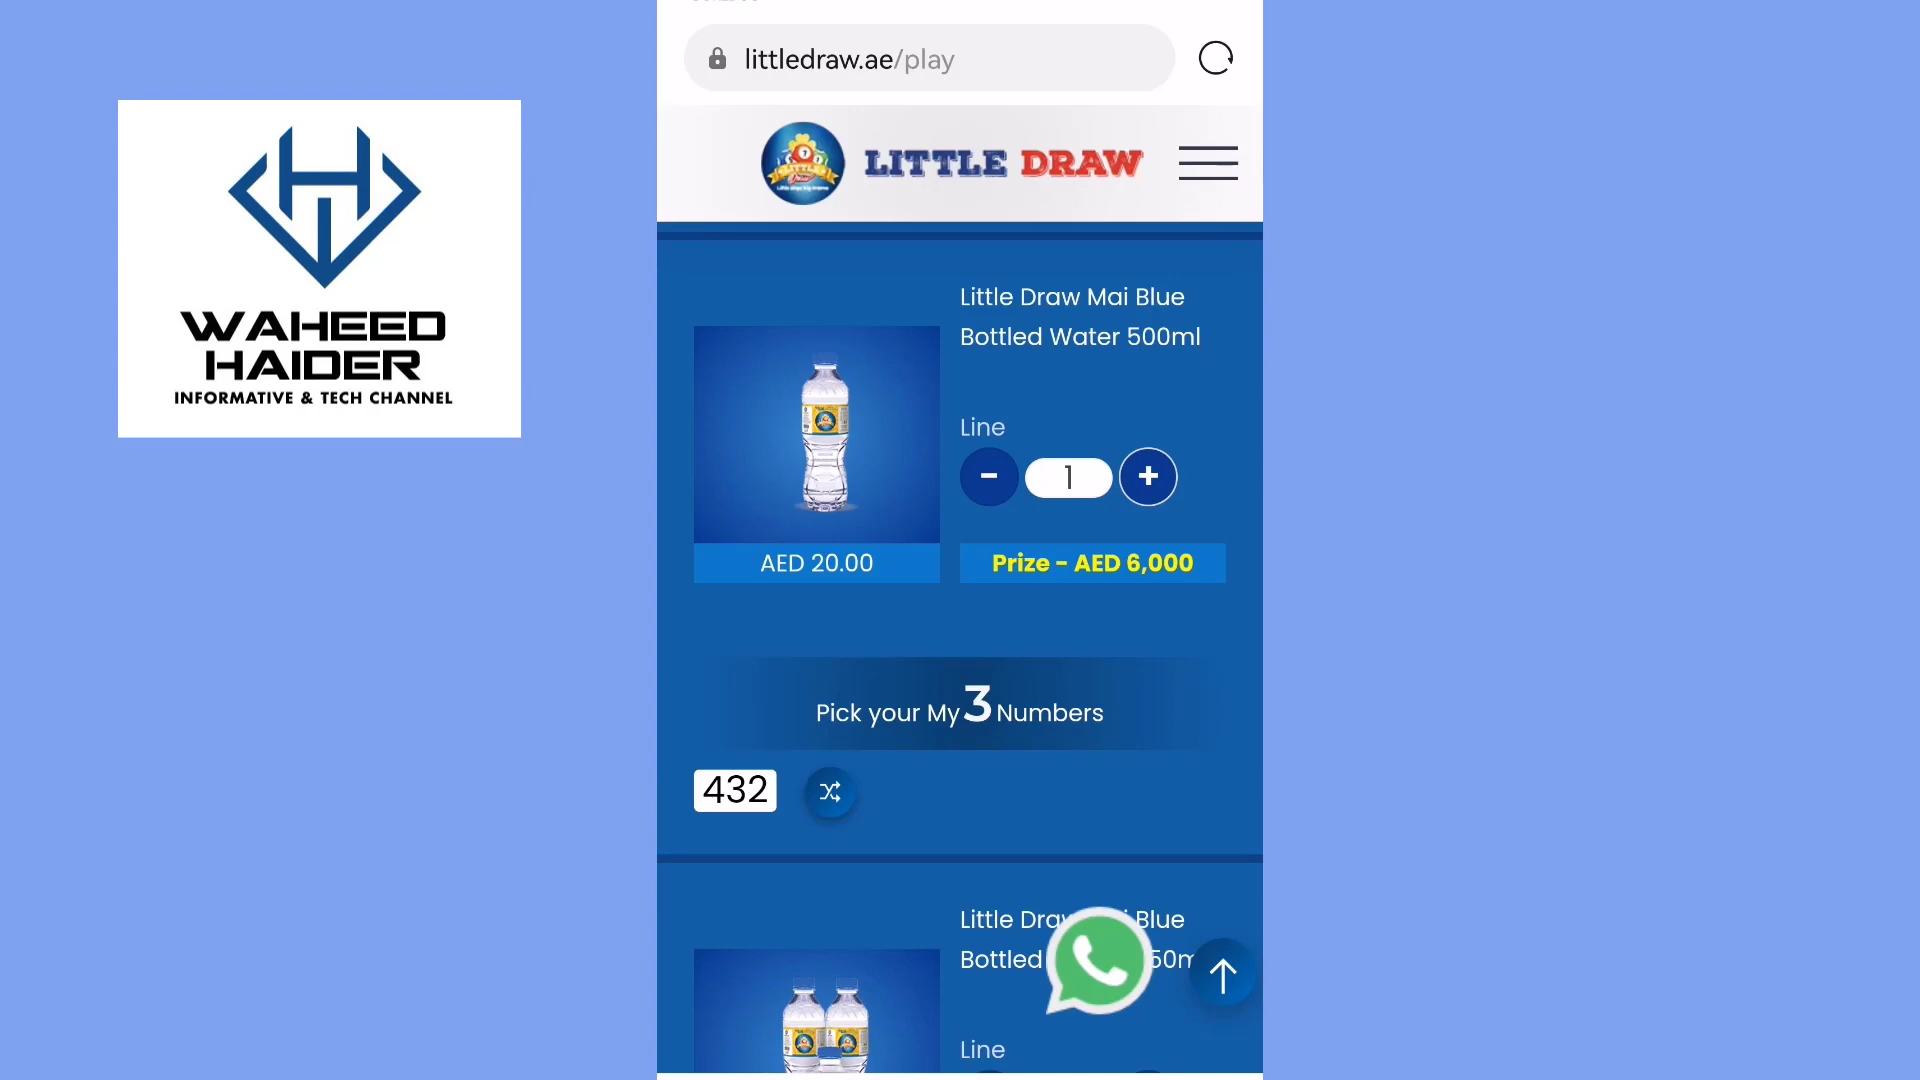 littledraw.ae/play
LITTLE DRAW
WAHEED
HAIDER
INFORMATIVE & TECH CHANNEL
Little Draw Mai Blue
Bottled Water 500ml
Line
- 1 +
AED 20.00
Prize - AED 6,000
Pick your My 3 Numbers
432
Little Blue
Bottled
Line